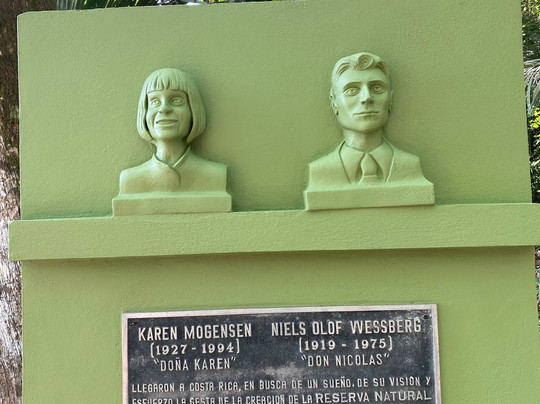 KAREN MOGENSEN NIELS OLOF WESSBERG
(1927 - 1994) (1919 - 1975)
"DOÑA KAREN" "DON NICOLAS"
LLEGARON A COSTA RICA, EN BUSCA DE UN SUEÑO. DE SU VISION Y
ESFUERZO LA GESTA DE LA CREACION DE LA RESERVA NATURAL